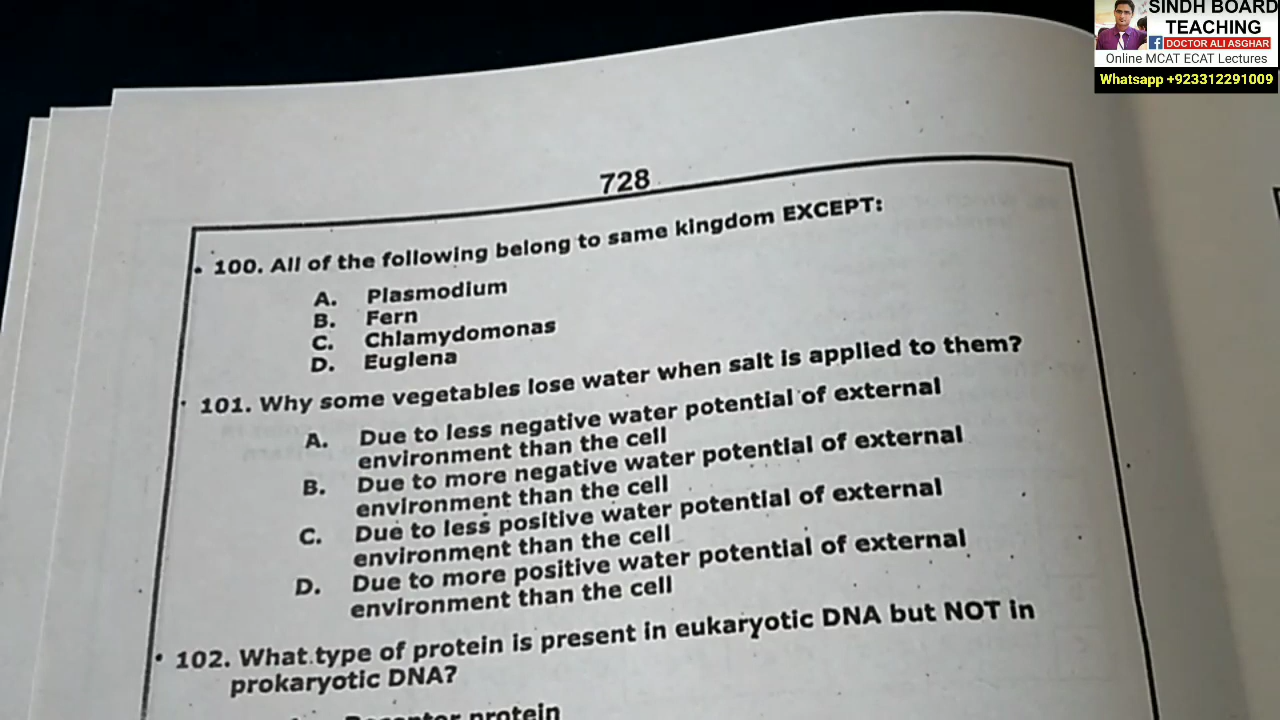 SINDH BOARD
TEACHING
f DOCTOR ALI ASGHAR
Online MCAT ECAT Lectures
Whatsapp +923312291009
728
100. All of the following belong to same kingdom EXCEPT:
A. Plasmodium
B. Fern
C. Chlamydomonas
D. Euglena
101. Why some vegetables lose water when salt is applied to them?
A. Due to less negative water potential of external
environment than the cell
B. Due to more negative water potential of external
environment than the cell
C. Due to less positive water potential of external
environment than the cell
D. Due to more positive water potential of external
environment than the cell
102. What type of protein is present in eukaryotic DNA but NOT in
prokaryotic DNA?
protein